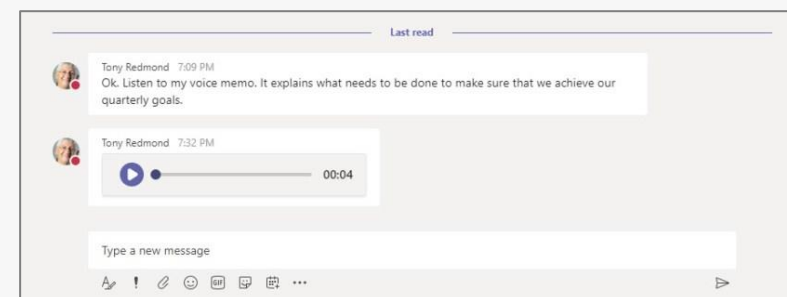 Last read
Tony Redmond 7:09 PM
Ok. Listen to my voice memo. It explains what needs to be done to make sure that we achieve our
quarterly goals.
Tony Redmond 7:32 PM
00:04
Type a new message
GIF